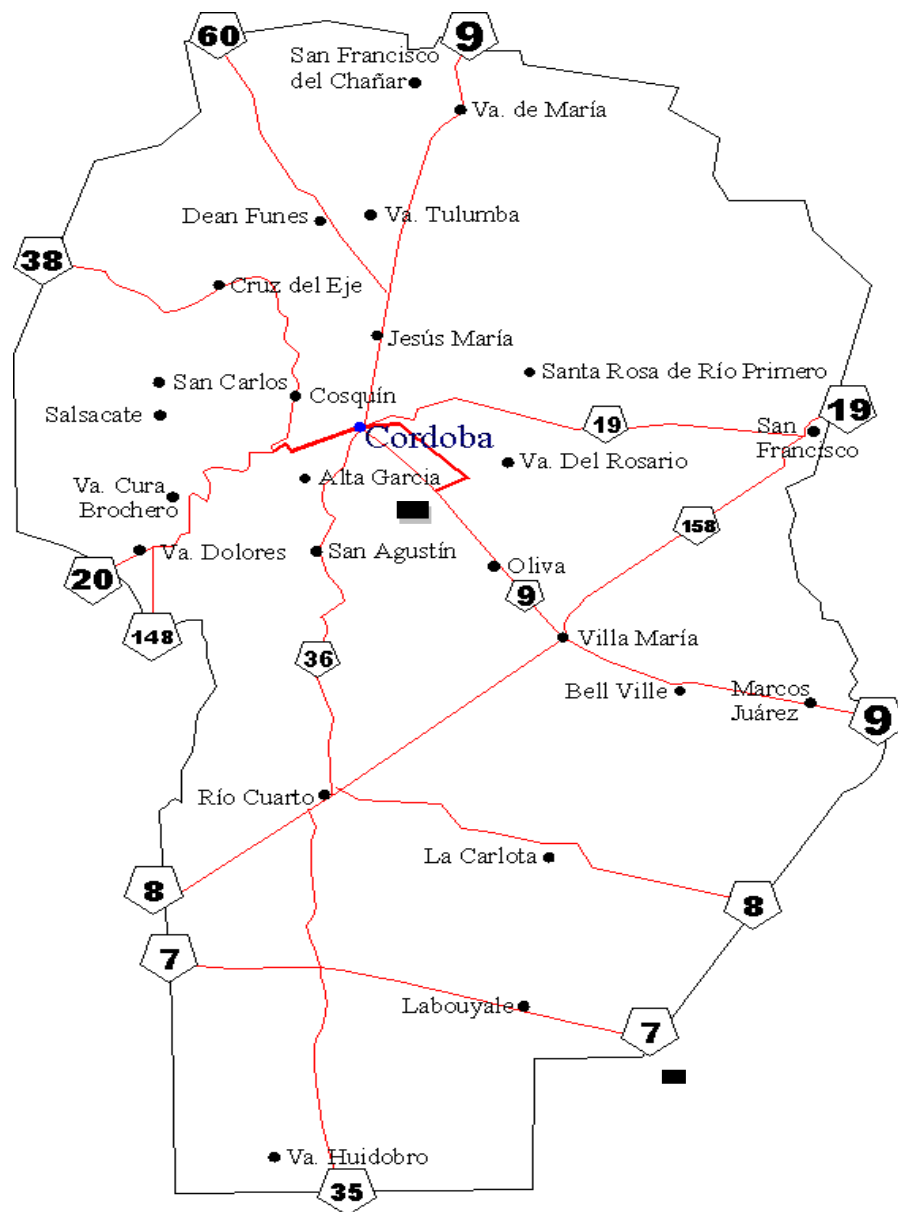 60
9
San Francisco
del Chañar
Va. de María
Dean Funes
Va. Tulumba
38
Cruz del Eje
Jesús María
San Carlos
Cosquín
Santa Rosa de Río Primero
Salsacate
19
19
San
Francisco
Cordoba
Va. Del Rosario
Alta Garcia
Va. Cura
Brochero
158
Va. Dolores
San Agustín
Oliva
20
9
148
36
Villa María
Bell Ville
Marcos
Juárez
9
Río Cuarto
La Carlota
8
8
7
Labouyale
7
Va. Huidobro
35